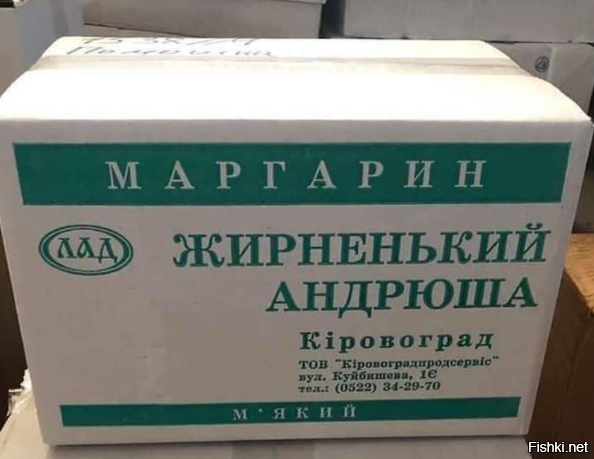 МАРГАРИН
ЛАД
ЖИРНЕНЬКИЙ
АНДРЮША
Кіровоград
ТОВ "Кіровоградпродсервіс"
вул. Куйбишева, 1Є
тел.: (0522) 34-29-70
М'ЯКИЙ
Fishki.net